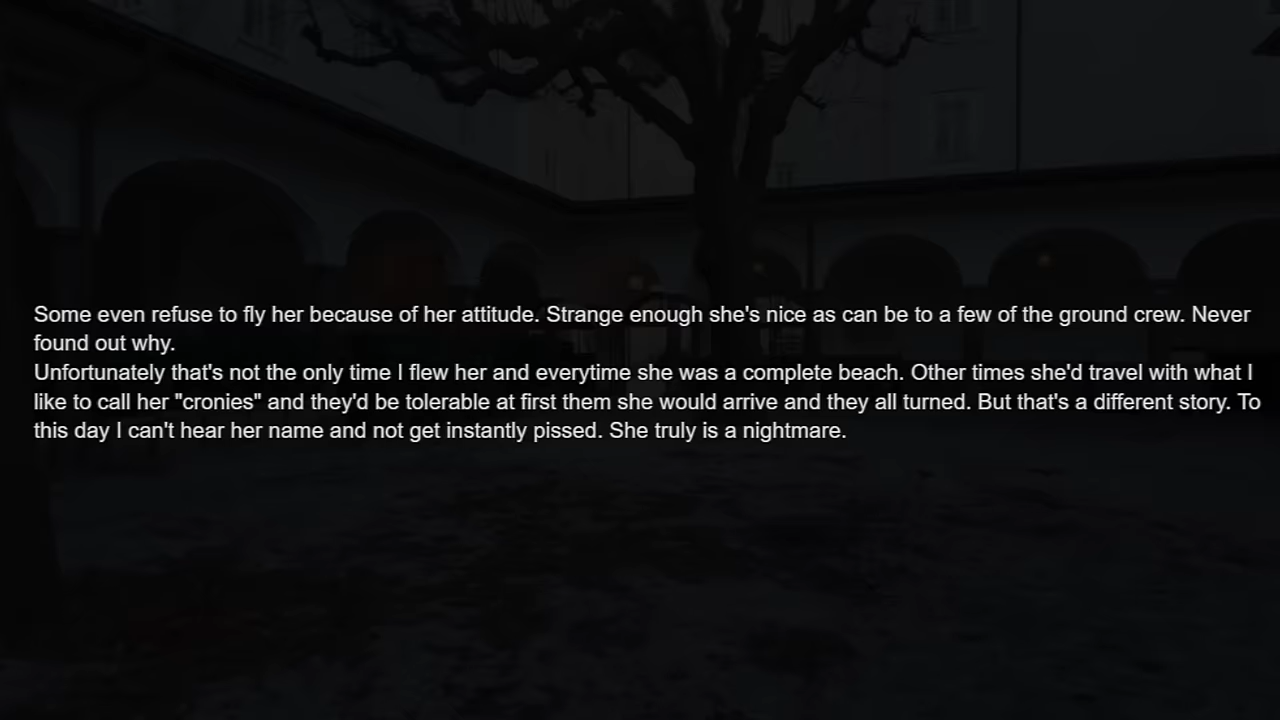 Some even refuse to fly her because of her attitude. Strange enough she's nice as can be to a few of the ground crew. Never
found out why.
Unfortunately that's not the only time I flew her and everytime she was a complete beach. Other times she'd travel with what I
like to call her "cronies" and they'd be tolerable at first them she would arrive and they all turned. But that's a different story. To
this day I can't hear her name and not get instantly pissed. She truly is a nightmare.